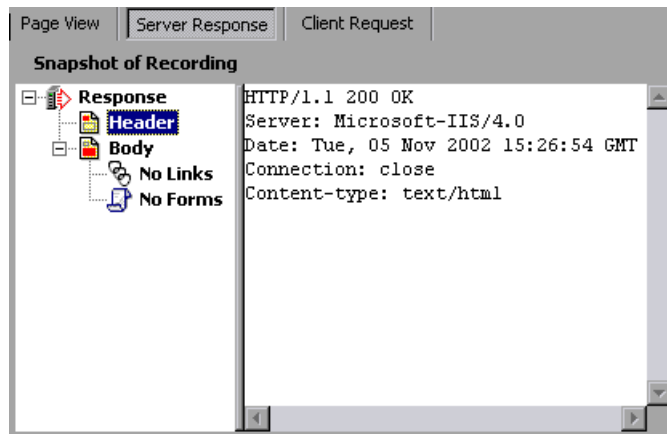 Page View Server Response Client Request
Snapshot of Recording
Response
Header
Body
No Links
No Forms
HTTP/1.1 200 OK
Server: Microsoft-IIS/4.0
Date: Tue, 05 Nov 2002 15:26:54 GMT
Connection: close
Content-type: text/html